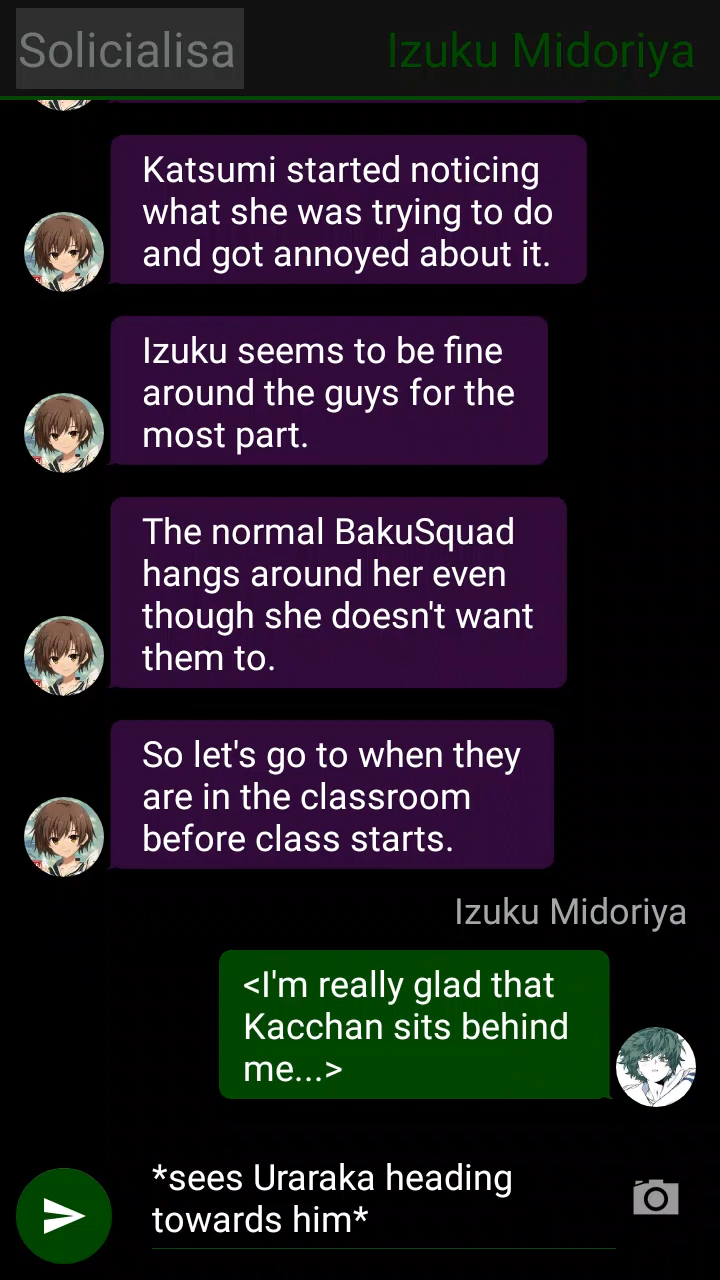 Solicialisa
Izuku Midoriya
Katsumi started noticing
what she was trying to do
and got annoyed about it.
Izuku seems to be fine
around the guys for the
most part.
The normal BakuSquad
hangs around her even
though she doesn't want
them to.
So let's go to when they
are in the classroom
before class starts.
Izuku Midoriya
<I'm really glad that
Kacchan sits behind
me...>
*sees Uraraka heading
towards him*